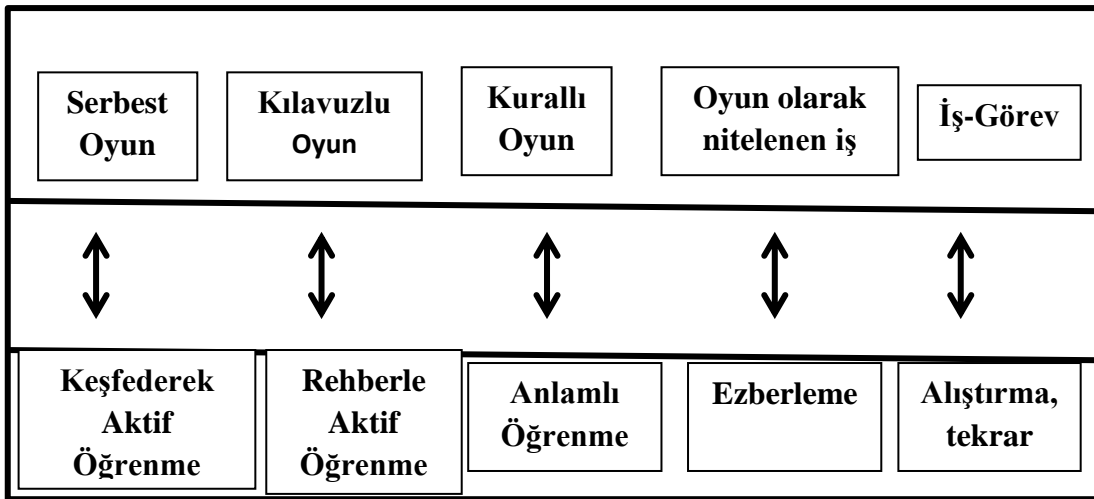 Serbest
Oyun
Kılavuzlu
Oyun
Kurallı
Oyun
Oyun olarak
nitelenen iş
İş-Görev
Keşfederek
Aktif
Öğrenme
Rehberle
Aktif
Öğrenme
Anlamlı
Öğrenme
Ezberleme
Alıştırma,
tekrar